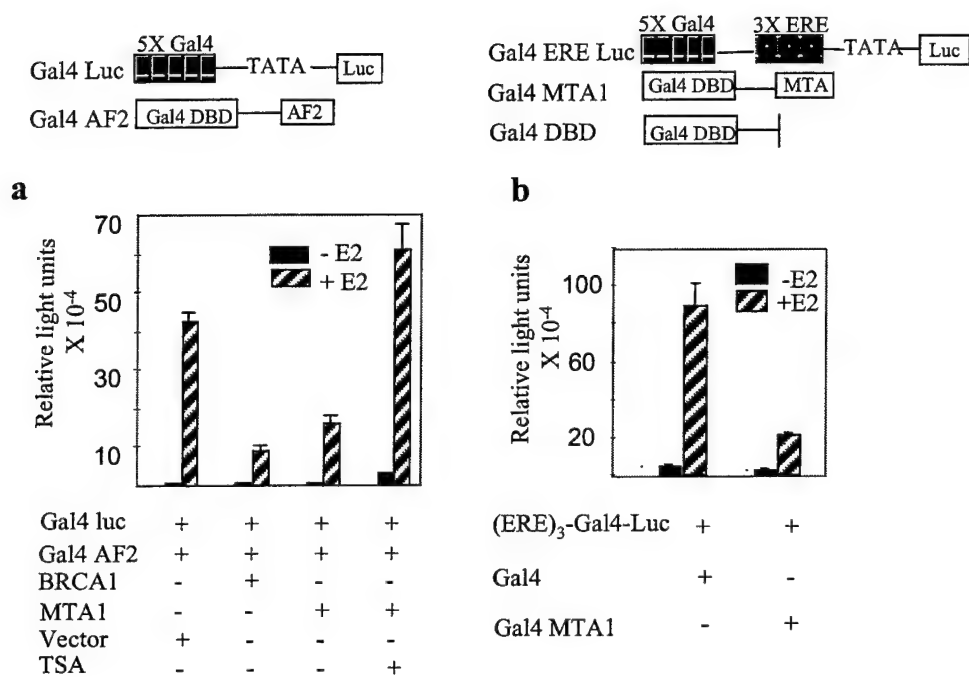 5X Gal4
Gal4 Luc TATA Luc
Gal4 AF2 Gal4 DBD AF2
5X Gal4 3X ERE
Gal4 ERE Luc TATA Luc
Gal4 MTA1 Gal4 DBD MTA
Gal4 DBD Gal4 DBD
a
Relative light units
X 10-4
70
50
30
10
- E2
+ E2
Gal4 luc + + + +
Gal4 AF2 + + + +
BRCA1 - + - -
MTA1 - - + +
Vector + - - -
TSA - - - +
b
Relative light units
X 10-4
100
60
20
-E2
+E2
(ERE)3-Gal4-Luc + +
Gal4 + -
Gal4 MTA1 - +